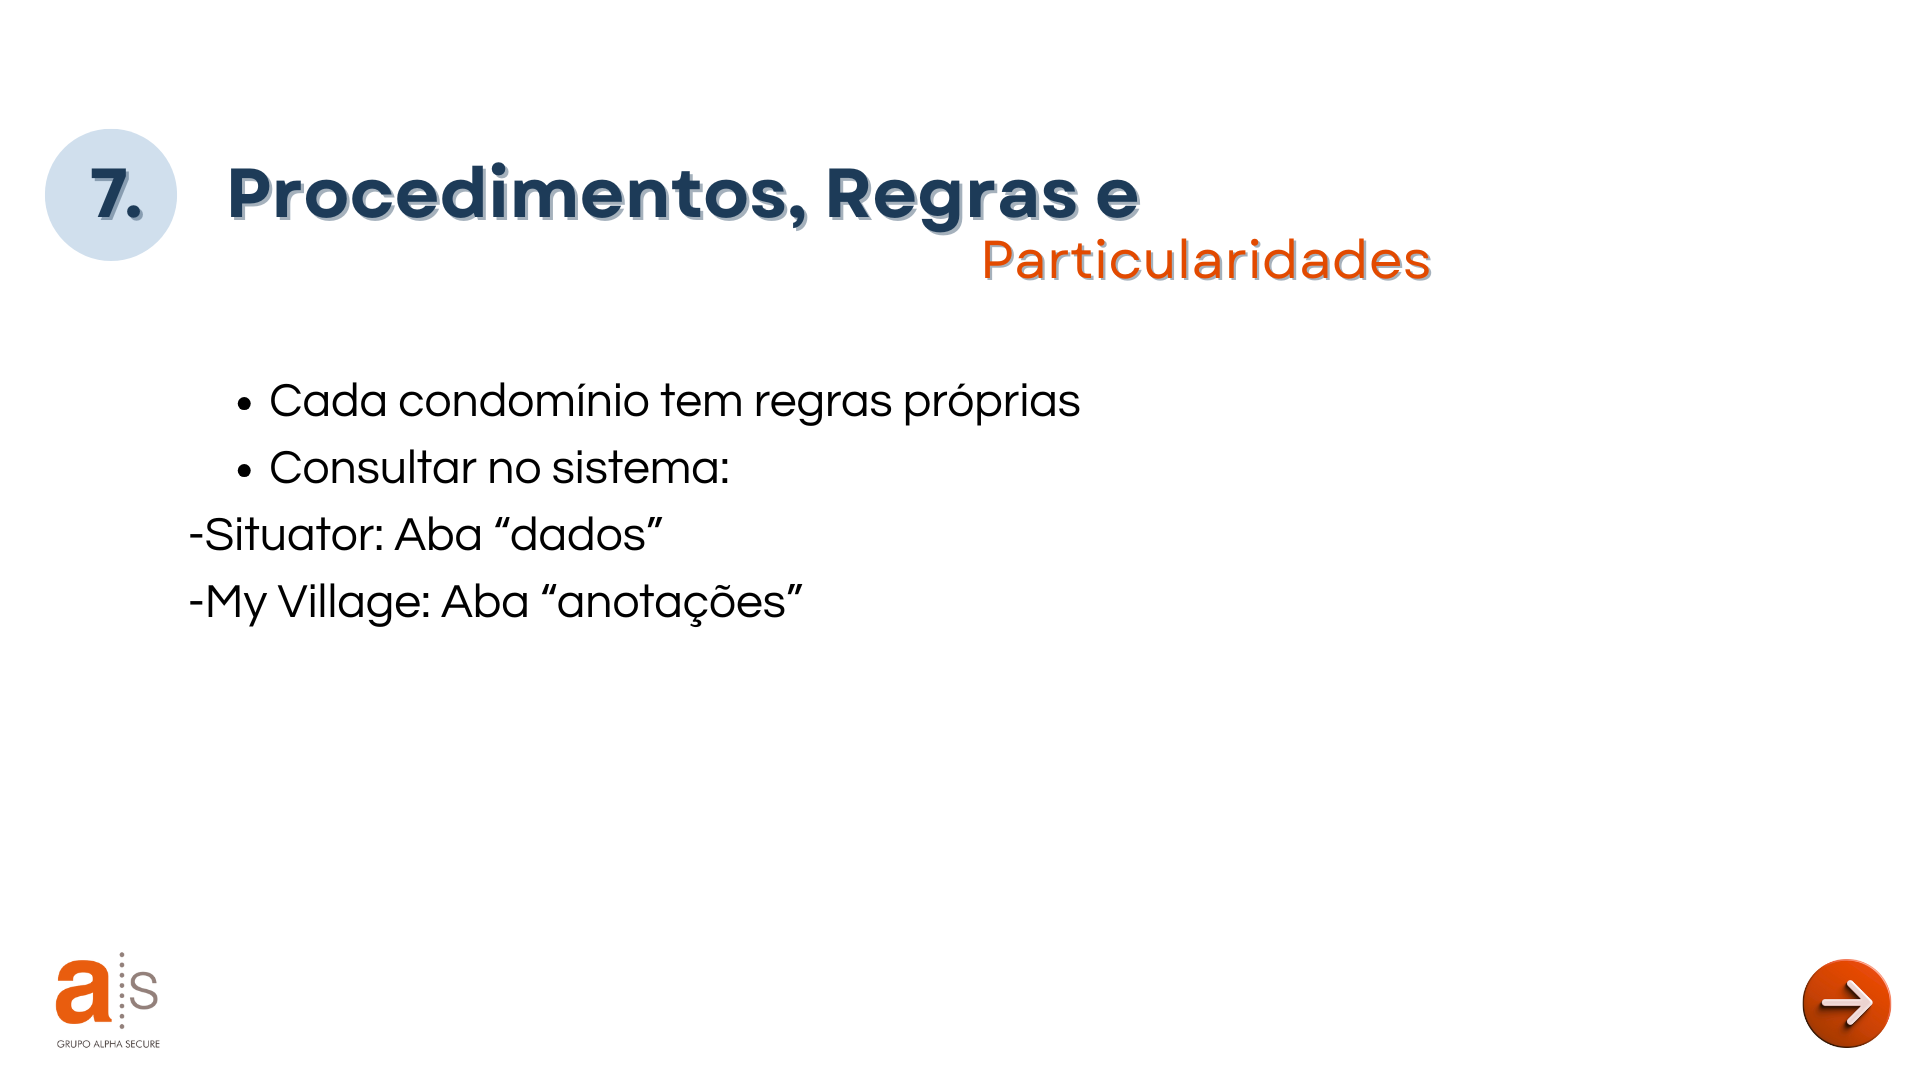 7. Procedimentos, Regras e
Particularidades
• Cada condomínio tem regras próprias
• Consultar no sistema:
-Situator: Aba “dados”
-My Village: Aba “anotações”
a s
GRUPO ALPHA SECURE